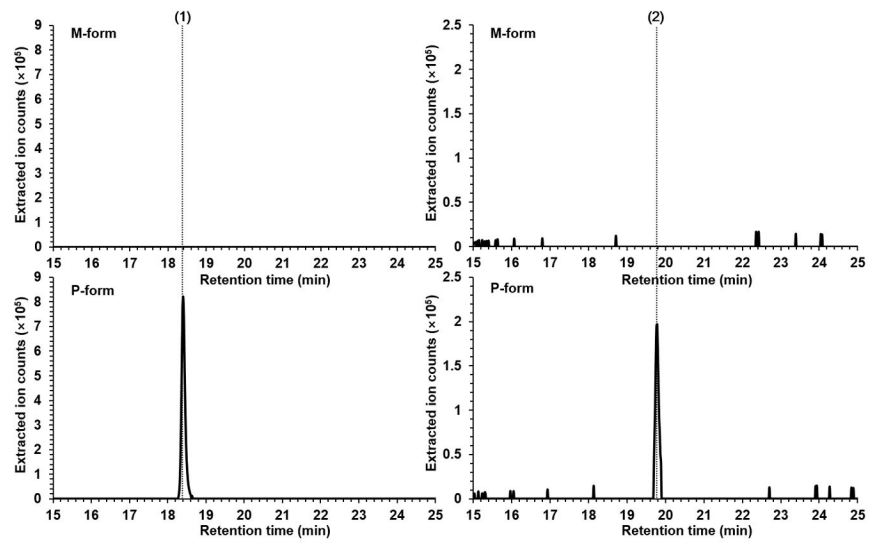 (1)
M-form
Extracted ion counts (×10⁵)
9
8
7
6
5
4
3
2
1
0
15 16 17 18 19 20 21 22 23 24 25
Retention time (min)
(2)
M-form
Extracted ion counts (×10⁵)
2.5
2
1.5
1
0.5
0
15 16 17 18 19 20 21 22 23 24 25
Retention time (min)
P-form
Extracted ion counts (×10⁵)
9
8
7
6
5
4
3
2
1
0
15 16 17 18 19 20 21 22 23 24 25
Retention time (min)
P-form
Extracted ion counts (×10⁵)
2.5
2
1.5
1
0.5
0
15 16 17 18 19 20 21 22 23 24 25
Retention time (min)